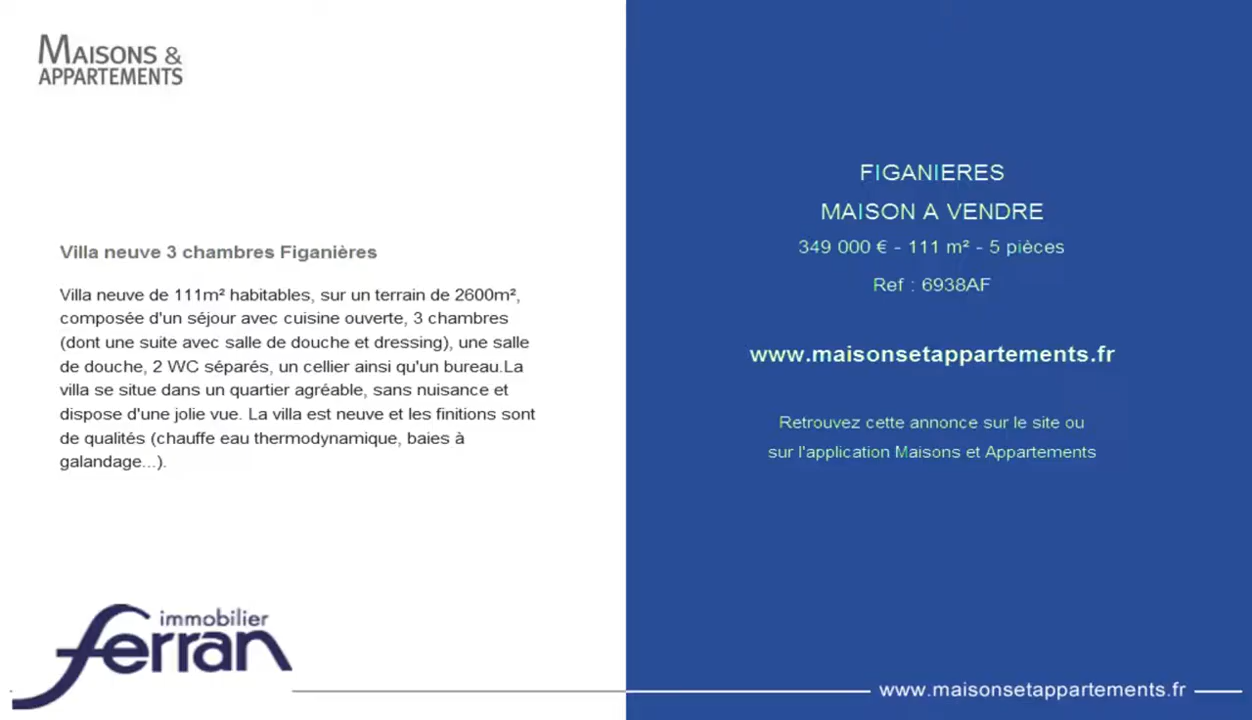 MAISONS &
APPARTEMENTS
Villa neuve 3 chambres Figanières
Villa neuve de 111m² habitables, sur un terrain de 2600m²,
composée d'un séjour avec cuisine ouverte, 3 chambres
(dont une suite avec salle de douche et dressing), une salle
de douche, 2 WC séparés, un cellier ainsi qu'un bureau.La
villa se situe dans un quartier agréable, sans nuisance et
dispose d'une jolie vue. La villa est neuve et les finitions sont
de qualités (chauffe eau thermodynamique, baies à
galandage...).
immobilier
ferran
FIGANIERES
MAISON A VENDRE
349 000 € - 111 m² - 5 pièces
Ref : 6938AF
www.maisonsetappartements.fr
Retrouvez cette annonce sur le site ou
sur l'application Maisons et Appartements
www.maisonsetappartements.fr